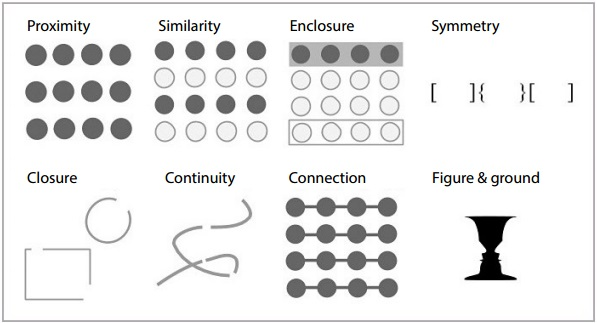 Proximity
Similarity
Enclosure
Symmetry
[ ]{ }[ ]
Closure
Continuity
Connection
Figure & ground